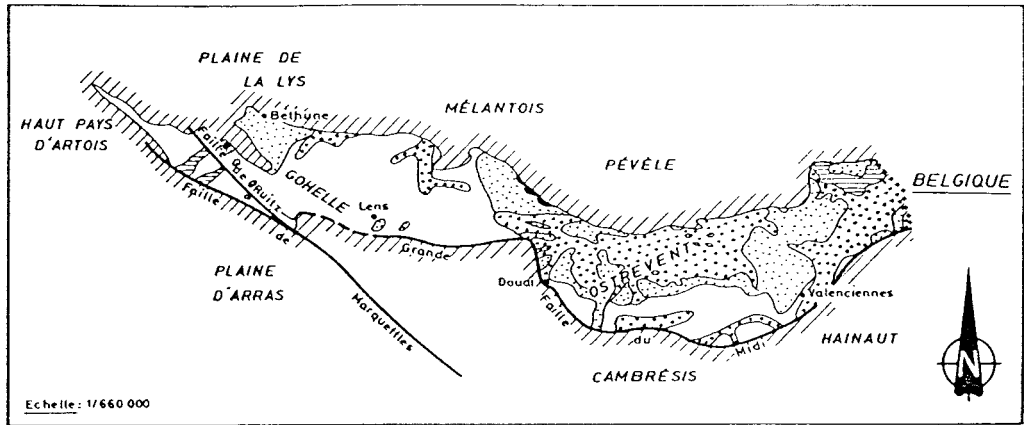 PLAINE DE
LA LYS
MÉLANTOIS
HAUT PAYS
D'ARTOIS
Béthune
PÉVÈLE
BELGIQUE
Faille de Ruitz
GOHELLE
Lens
Faille de Marqueffles
Grande Faille du Midi
OSTREVENT
Douai
Valenciennes
PLAINE
D'ARRAS
HAINAUT
CAMBRÉSIS
N
Echelle: 1/660 000